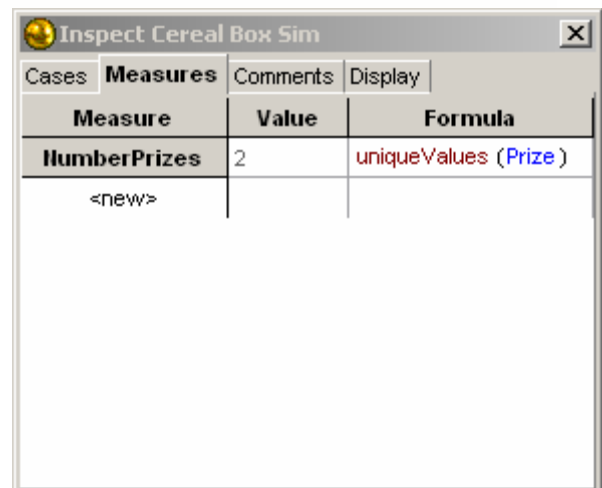 Inspect Cereal Box Sim
Cases Measures Comments Display
Measure Value Formula
NumberPrizes 2 uniqueValues (Prize)
<new>